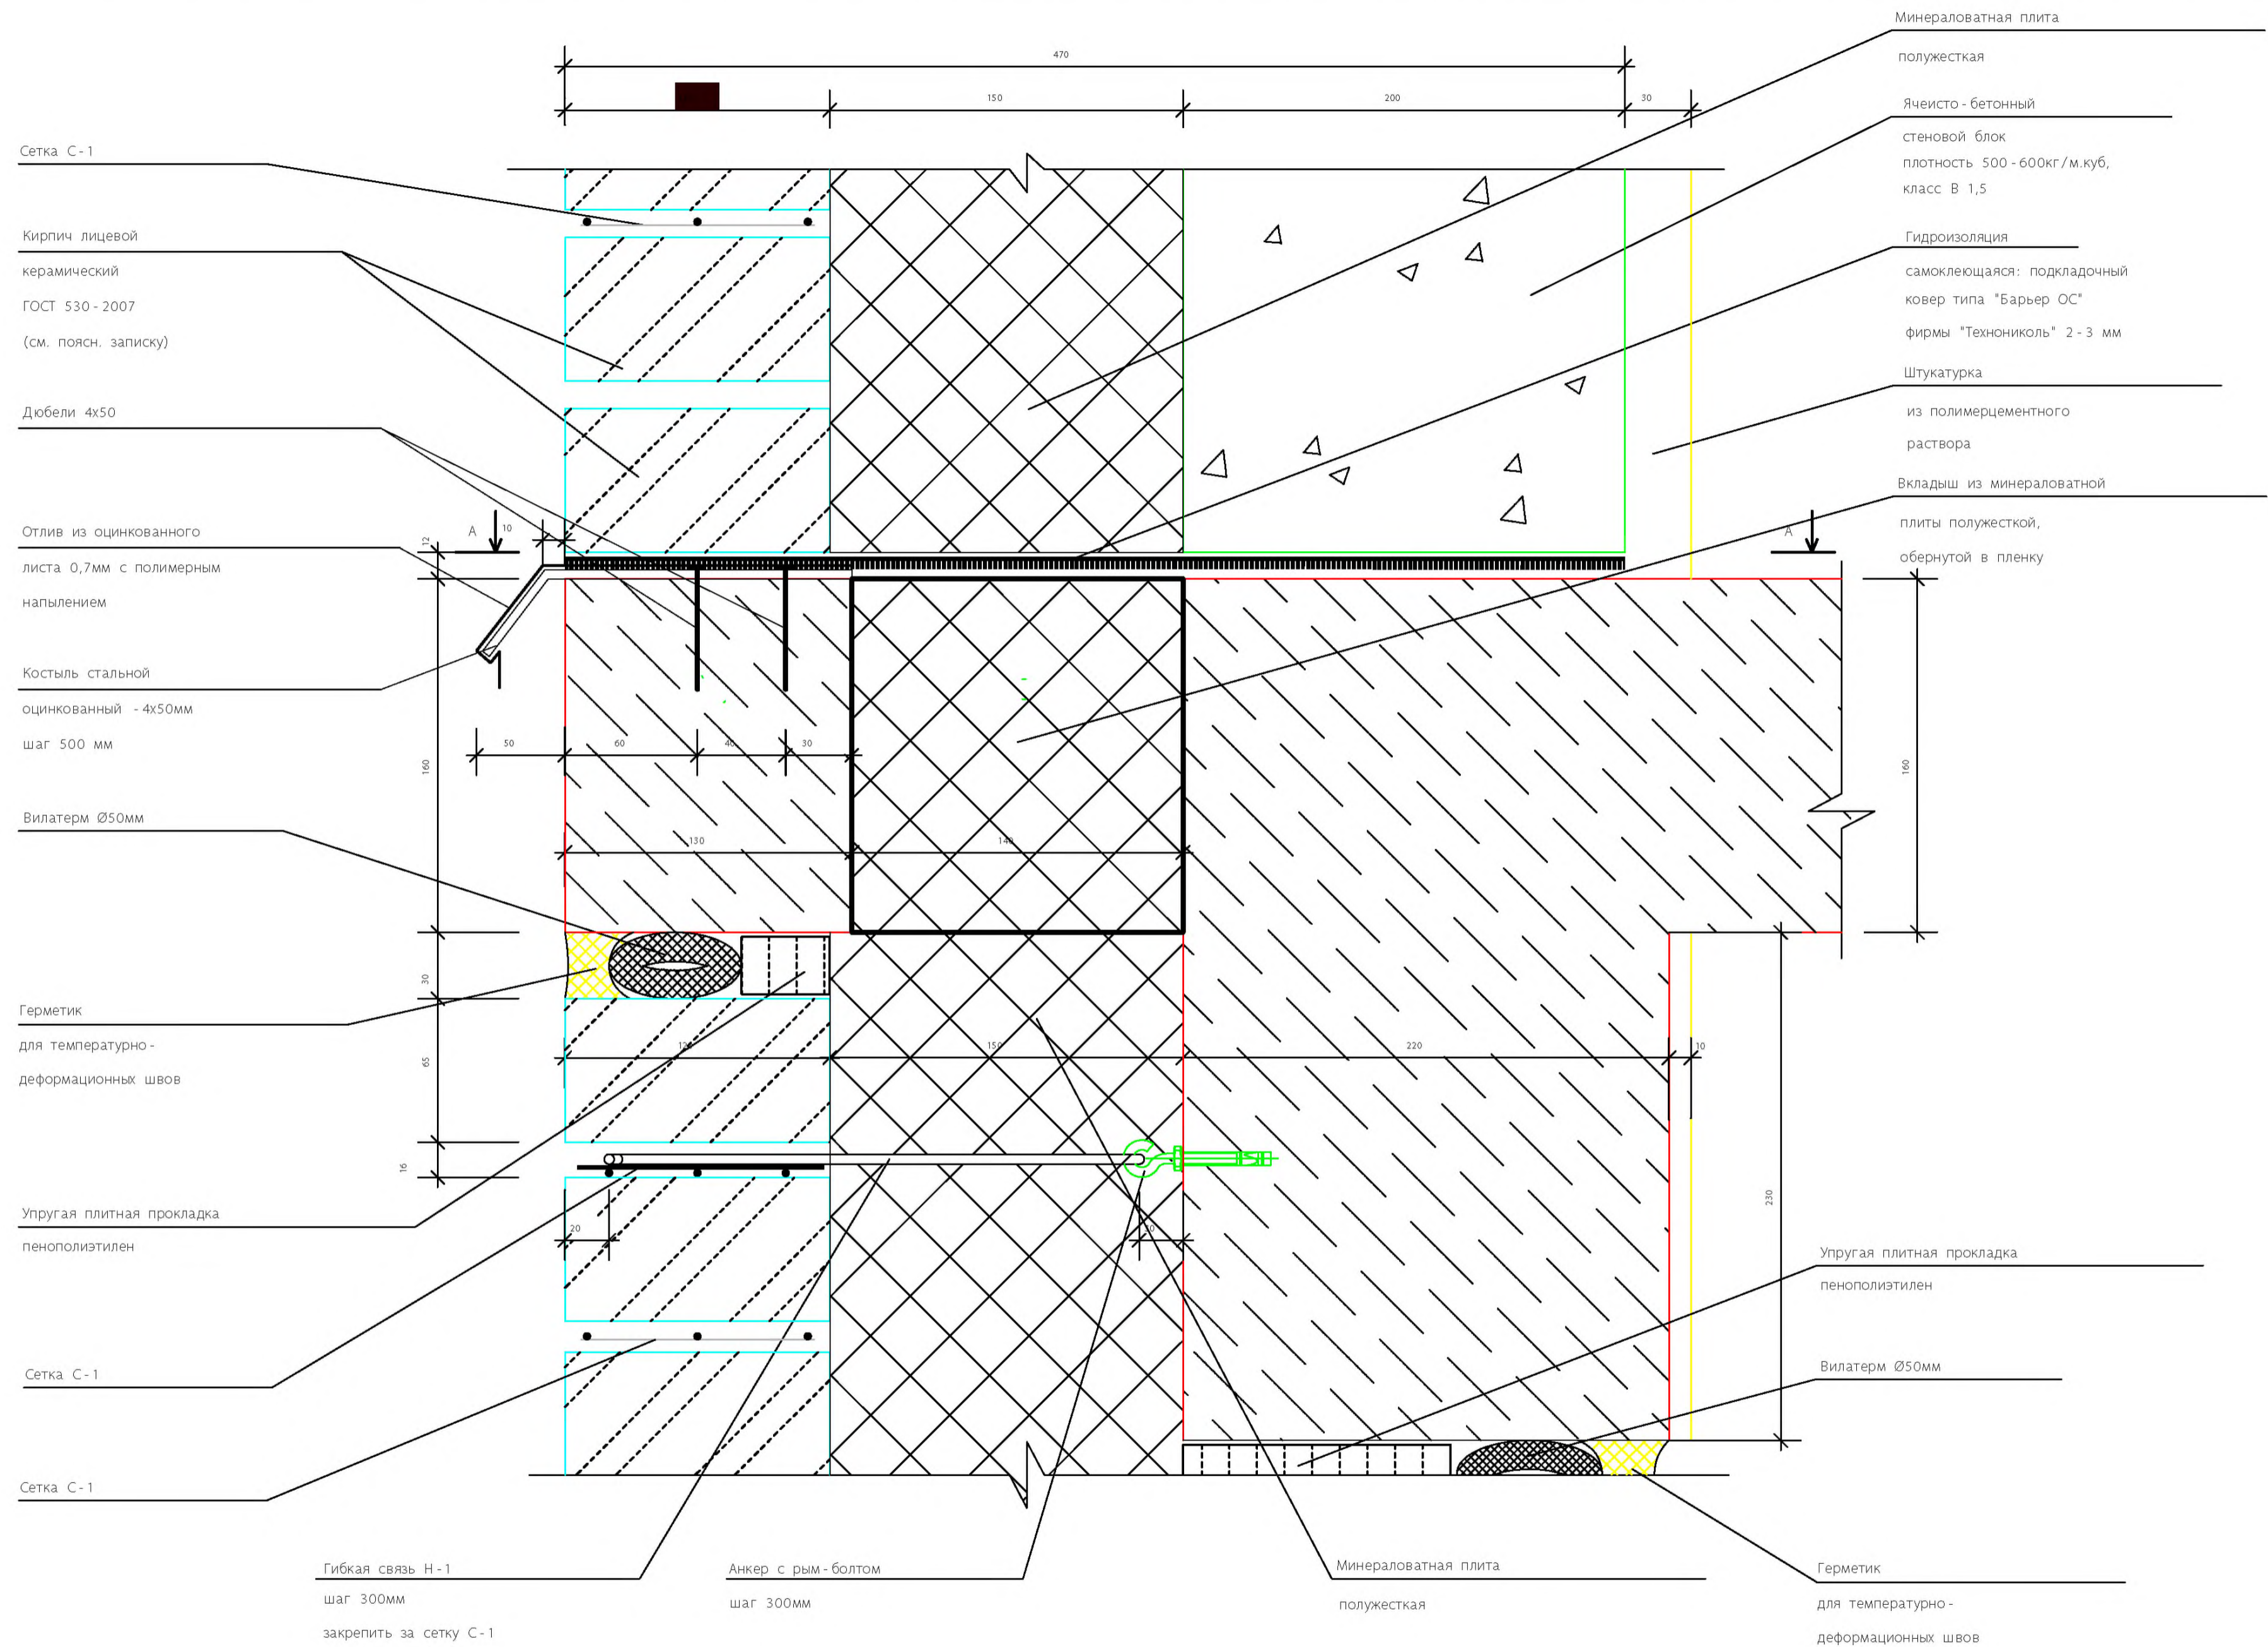 470
150
200
30
Сетка С-1
Кирпич лицевой
керамический
ГОСТ 530-2007
(см. поясн. записку)
Дюбели 4х50
Отлив из оцинкованного
листа 0,7мм с полимерным
напылением
Костыль стальной
оцинкованный -4х50мм
шаг 500 мм
Вилатерм Ø50мм
Герметик
для температурно-
деформационных швов
Упругая плитная прокладка
пенополиэтилен
Сетка С-1
Сетка С-1
А
10
12
160
30
65
16
50
60
40
30
130
140
150
220
10
20
230
160
А
Минераловатная плита
полужесткая
Ячеисто-бетонный
стеновой блок
плотность 500-600кг/м.куб,
класс В 1,5
Гидроизоляция
самоклеющаяся: подкладочный
ковер типа "Барьер ОС"
фирмы "Технониколь" 2-3 мм
Штукатурка
из полимерцементного
раствора
Вкладыш из минераловатной
плиты полужесткой,
обернутой в пленку
Упругая плитная прокладка
пенополиэтилен
Вилатерм Ø50мм
Гибкая связь Н-1
шаг 300мм
закрепить за сетку С-1
Анкер с рым-болтом
шаг 300мм
Минераловатная плита
полужесткая
Герметик
для температурно-
деформационных швов